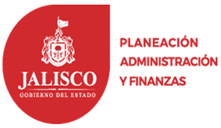 JALISCO
GOBIERNO DEL ESTADO
PLANEACIÓN
ADMINISTRACIÓN
Y FINANZAS